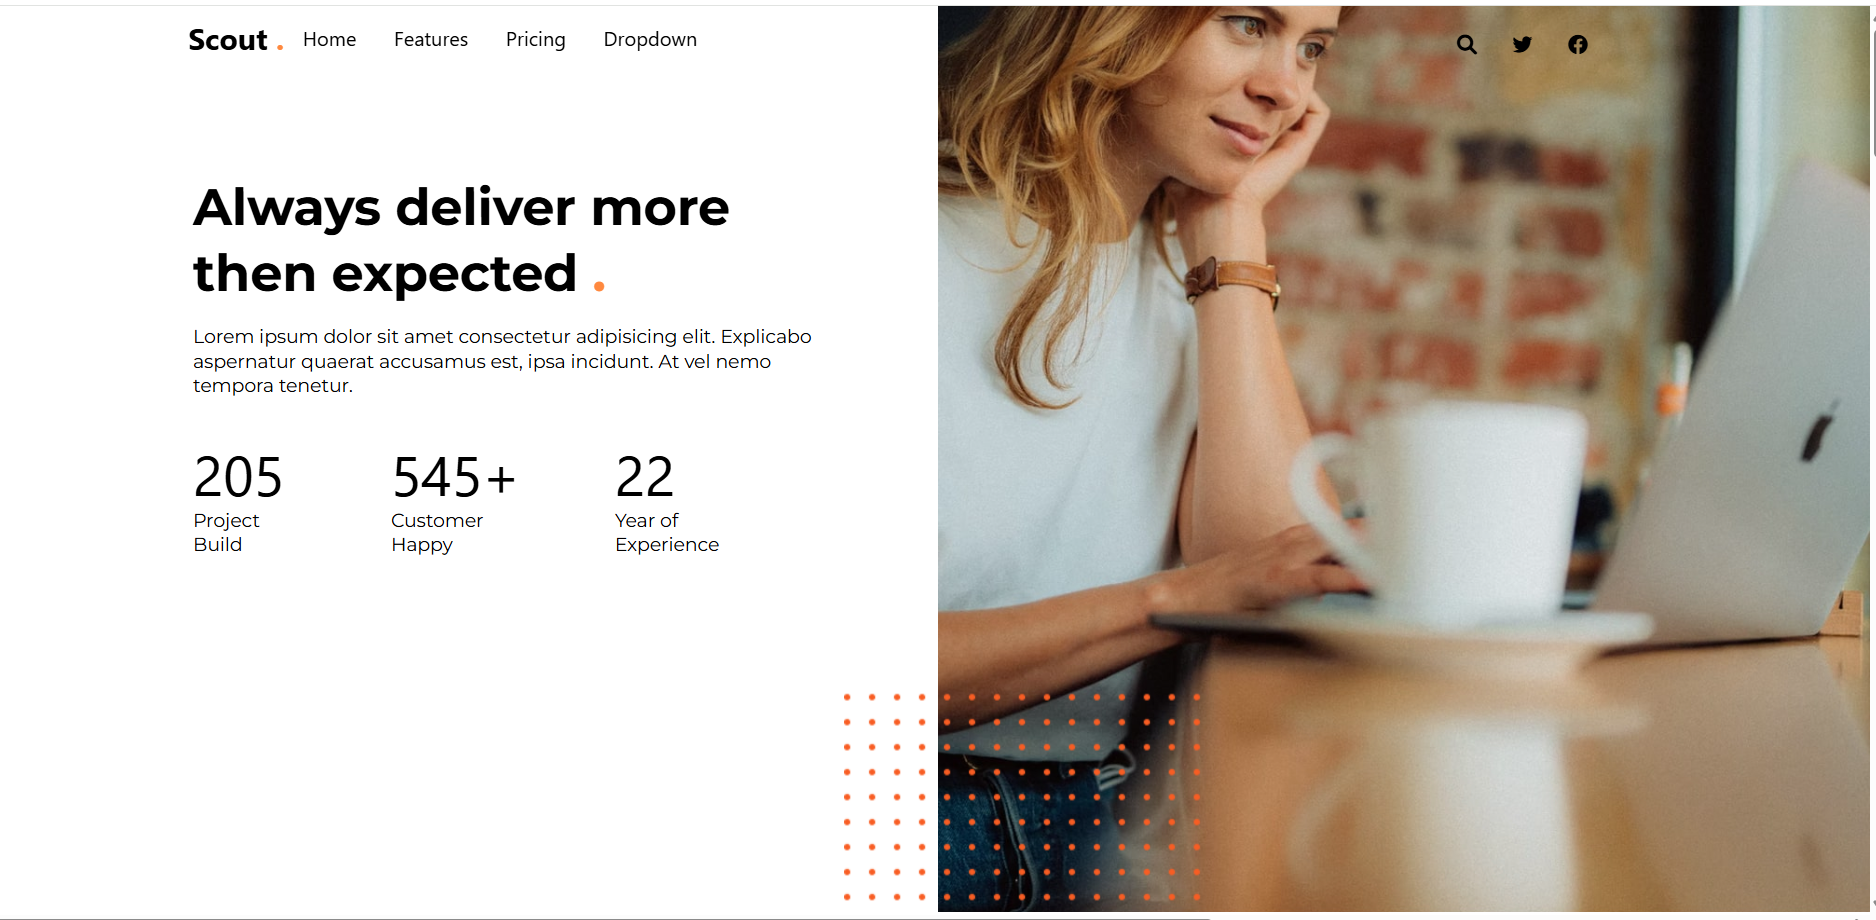 Scout . Home Features Pricing Dropdown
Always deliver more
then expected .
Lorem ipsum dolor sit amet consectetur adipisicing elit. Explicabo
aspernatur quaerat accusamus est, ipsa incidunt. At vel nemo
tempora tenetur.
205 545+ 22
Project Customer Year of
Build Happy Experience